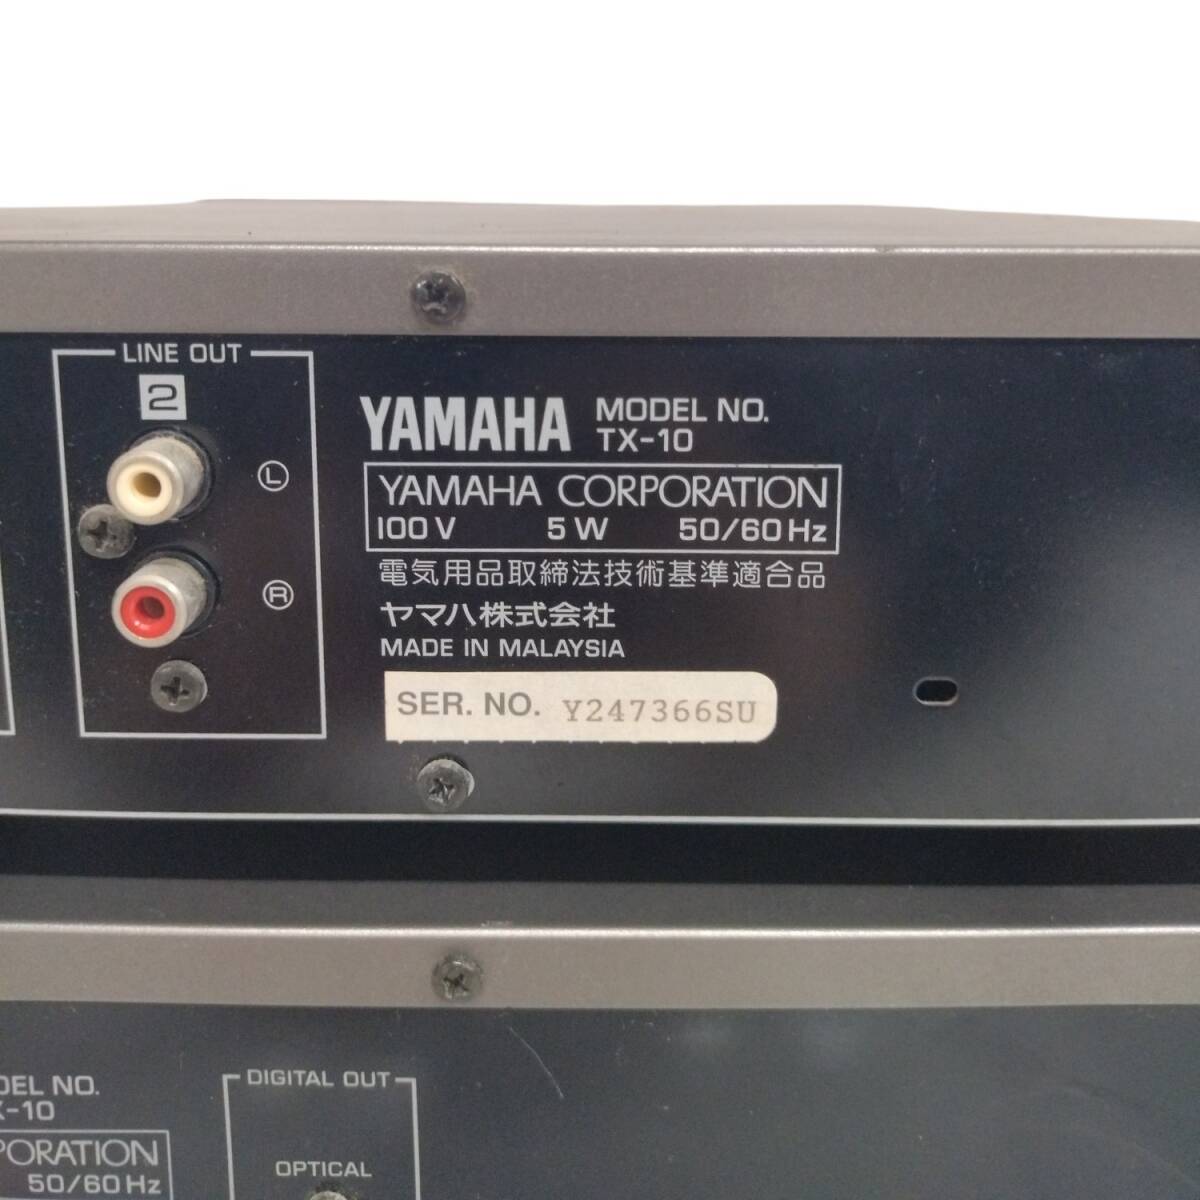 LINE OUT
2
L
R
YAMAHA
MODEL NO.
TX-10
YAMAHA CORPORATION
100V 5W 50/60Hz
電気用品取締法技術基準適合品
ヤマハ株式会社
MADE IN MALAYSIA
SER. NO. Y247366SU
DEL NO.
X-10
PORATION
50/60Hz
DIGITAL OUT
OPTICAL